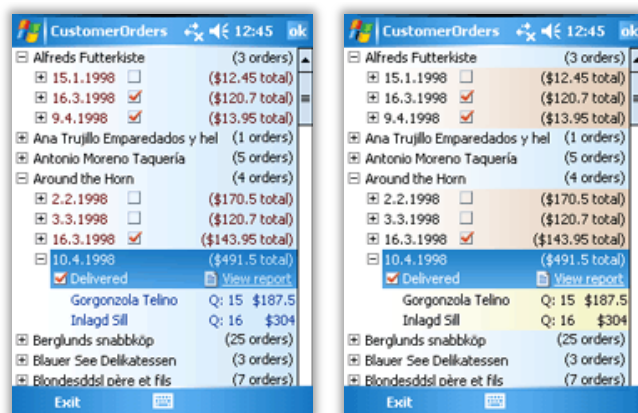 CustomerOrders 12:45 ok
Alfreds Futterkiste (3 orders)
15.1.1998 ($12.45 total)
16.3.1998 ($120.7 total)
9.4.1998 ($13.95 total)
Ana Trujillo Emparedados y hel (1 orders)
Antonio Moreno Taquería (5 orders)
Around the Horn (4 orders)
2.2.1998 ($170.5 total)
3.3.1998 ($120.7 total)
16.3.1998 ($143.95 total)
10.4.1998 ($491.5 total)
Delivered View report
Gorgonzola Telino Q: 15 $187.5
Inlagd Sill Q: 16 $304
Berglunds snabbköp (25 orders)
Blauer See Delikatessen (3 orders)
Blondesddsl père et fils (7 orders)
Exit
CustomerOrders 12:45 ok
Alfreds Futterkiste (3 orders)
15.1.1998 ($12.45 total)
16.3.1998 ($120.7 total)
9.4.1998 ($13.95 total)
Ana Trujillo Emparedados y hel (1 orders)
Antonio Moreno Taquería (5 orders)
Around the Horn (4 orders)
2.2.1998 ($170.5 total)
3.3.1998 ($120.7 total)
16.3.1998 ($143.95 total)
10.4.1998 ($491.5 total)
Delivered View report
Gorgonzola Telino Q: 15 $187.5
Inlagd Sill Q: 16 $304
Berglunds snabbköp (25 orders)
Blauer See Delikatessen (3 orders)
Blondesddsl père et fils (7 orders)
Exit